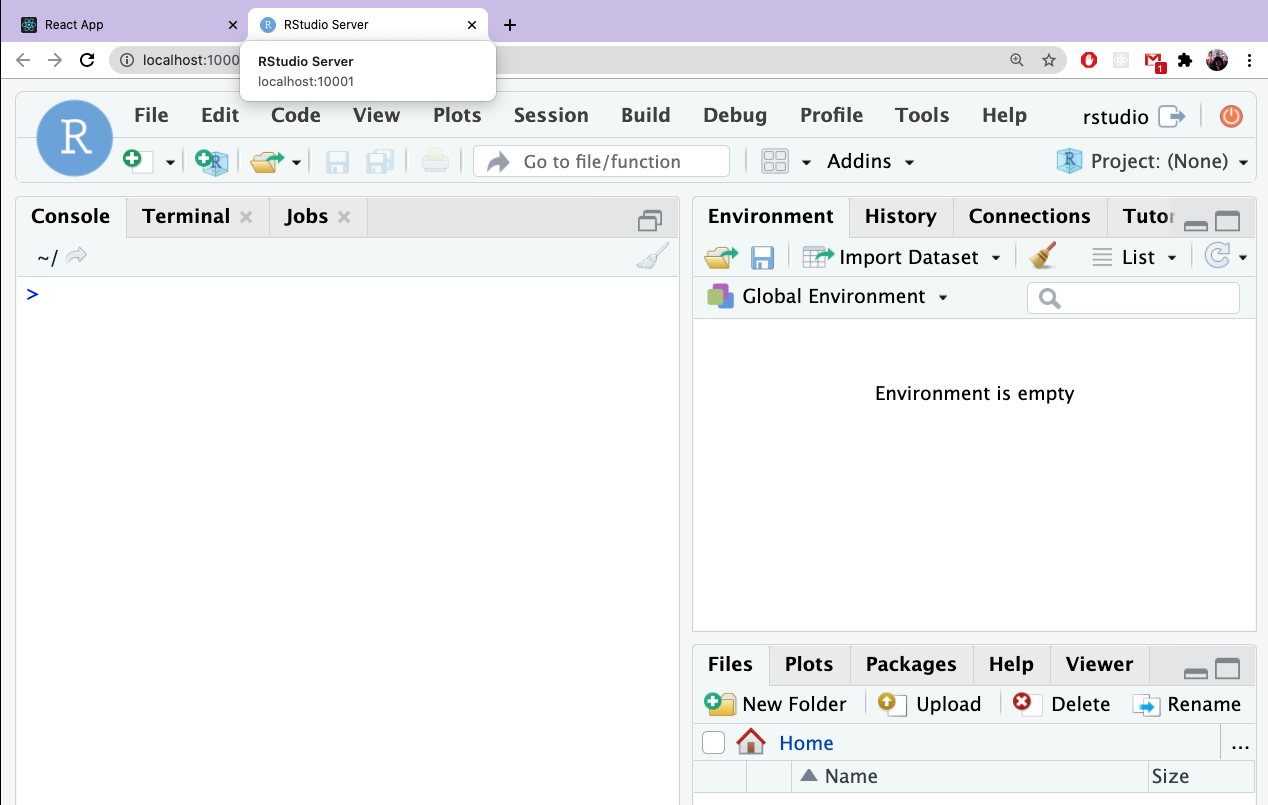 React App
RStudio Server
localhost:1000
RStudio Server
localhost:10001
1
R
File Edit Code View Plots Session Build Debug Profile Tools Help
rstudio
Go to file/function
Addins
R Project: (None)
Console Terminal Jobs
~/
>
Environment History Connections Tutor
Import Dataset
List
Global Environment
Environment is empty
Files Plots Packages Help Viewer
New Folder Upload Delete Rename
Home
...
Name Size